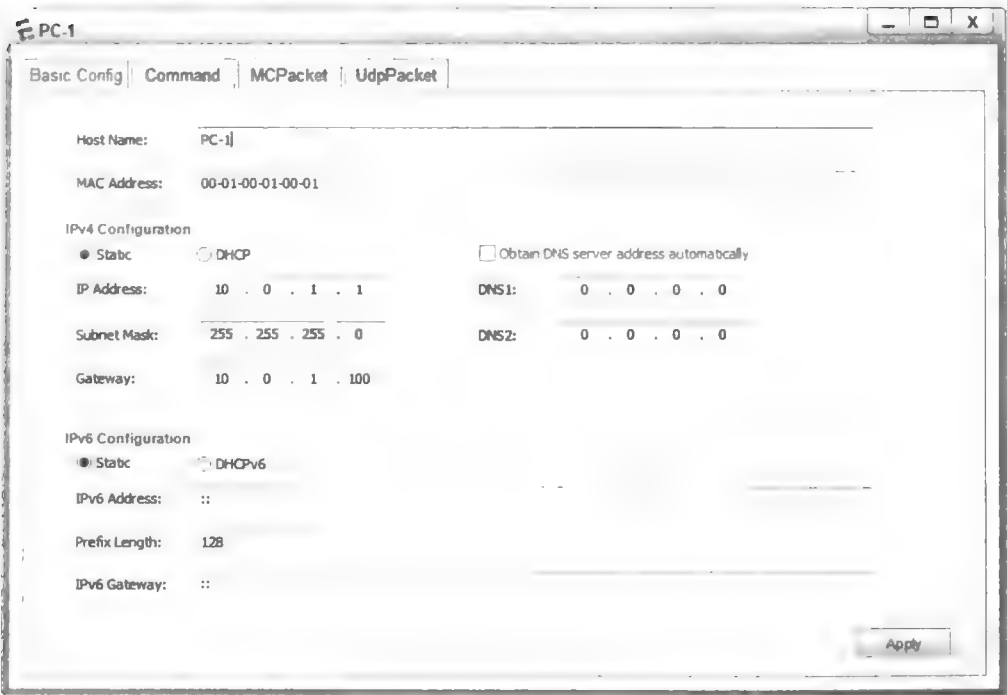 PC-1
X
Basic Config Command MCPacket UdpPacket
Host Name: PC-1
MAC Address: 00-01-00-01-00-01
IPv4 Configuration
Static DHCP Obtain DNS server address automatically
IP Address: 10 . 0 . 1 . 1 DNS1: 0 . 0 . 0 . 0
Subnet Mask: 255 . 255 . 255 . 0 DNS2: 0 . 0 . 0 . 0
Gateway: 10 . 0 . 1 . 100
IPv6 Configuration
Static DHCPv6
IPv6 Address: ::
Prefix Length: 128
IPv6 Gateway: ::
Apply